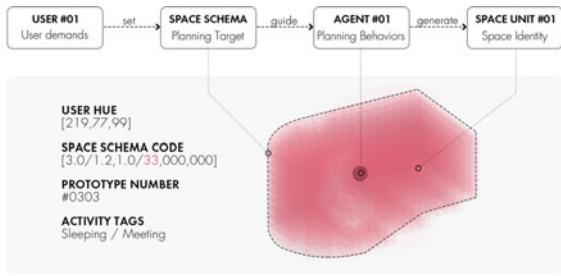 USER #01
User demands
set
SPACE SCHEMA
Planning Target
guide
AGENT #01
Planning Behaviors
generate
SPACE UNIT #01
Space Identity
USER HUE
[219,77,99]
SPACE SCHEMA CODE
[3.0/1.2,1.0/33,000,000]
PROTOTYPE NUMBER
#0303
ACTIVITY TAGS
Sleeping / Meeting